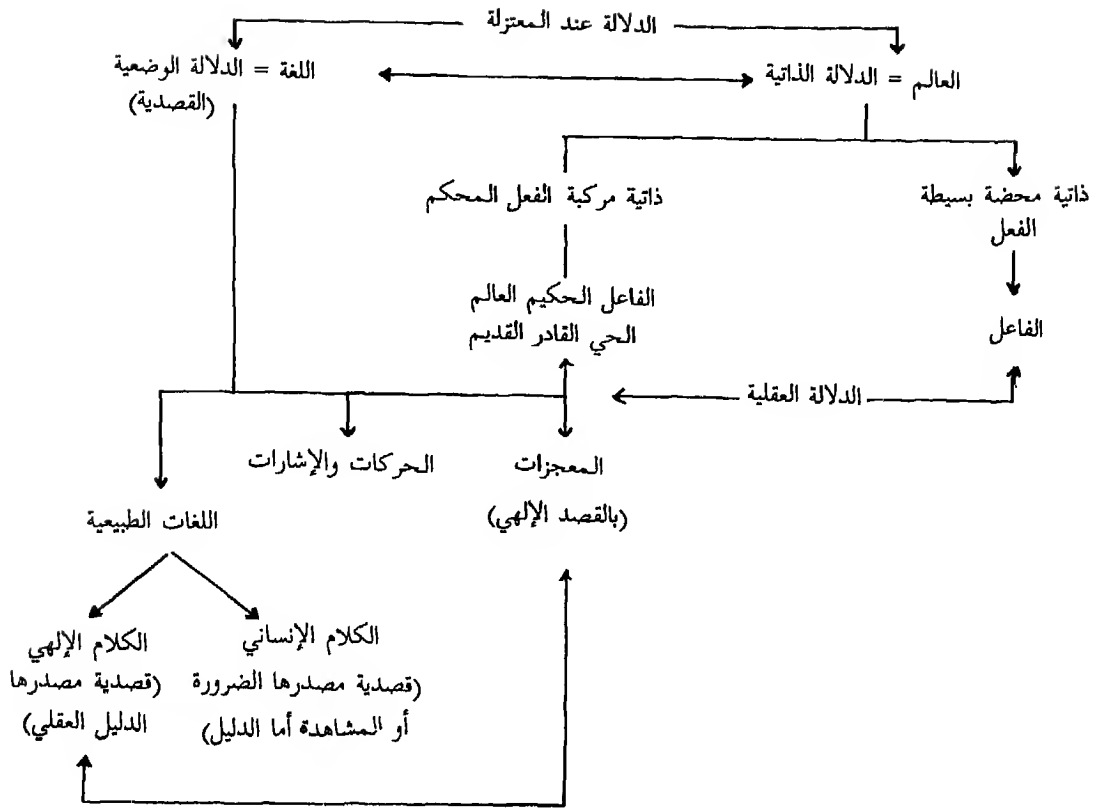 الدلالة عند المعتزلة
العالم = الدلالة الذاتية
اللغة = الدلالة الوضعية
(القصدية)
ذاتية محضة بسيطة
الفعل
ذاتية مركبة الفعل المحكم
الفاعل الحكيم العالم
الحي القادر القديم
الفاعل
الدلالة العقلية
المعجزات
(بالقصد الإلهي)
الحركات والإشارات
اللغات الطبيعية
الكلام الإنساني
(قصدية مصدرها الضرورة
أو المشاهدة أما الدليل)
الكلام الإلهي
(قصدية مصدرها
الدليل العقلي)